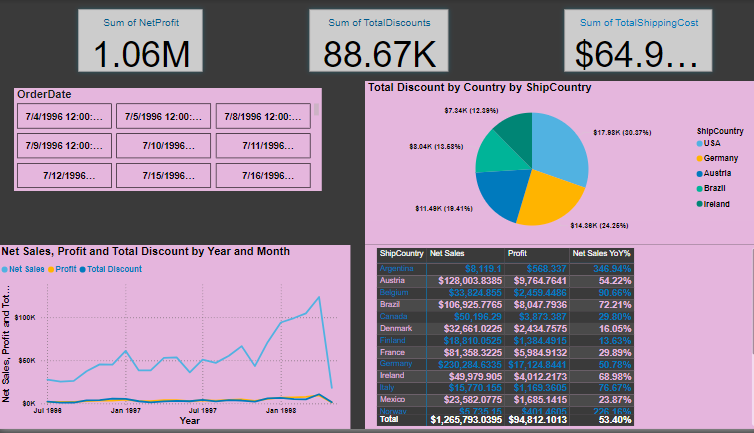 Sum of NetProfit
1.06M
Sum of TotalDiscounts
88.67K
Sum of TotalShippingCost
$64.9...
OrderDate
7/4/1996 12:00:... 7/5/1996 12:00:... 7/8/1996 12:00:...
7/9/1996 12:00:... 7/10/1996... 7/11/1996...
7/12/1996... 7/15/1996... 7/16/1996...
Total Discount by Country by ShipCountry
$7.34K (12.39%)
$8.04K (13.58%)
$11.49K (19.41%)
$17.98K (30.37%)
$14.36K (24.25%)
ShipCountry
USA
Germany
Austria
Brazil
Ireland
Net Sales, Profit and Total Discount by Year and Month
Net Sales Profit Total Discount
Net Sales, Profit and Tot...
$100K
$50K
$0K
Jul 1996 Jan 1997 Jul 1997 Jan 1998
Year
ShipCountry Net Sales Profit Net Sales YoY%
Argentina $8,119.1 $568.337 346.94%
Austria $128,003.8385 $9,764.7641 54.22%
Belgium $33,824.855 $2,459.4486 90.66%
Brazil $106,925.7765 $8,047.7936 72.21%
Canada $50,196.29 $3,873.387 29.80%
Denmark $32,661.0225 $2,434.7575 16.05%
Finland $18,810.0525 $1,384.4915 13.63%
France $81,358.3225 $5,984.9132 29.89%
Germany $230,284.6335 $17,124.8441 50.78%
Ireland $49,979.905 $4,012.2173 68.98%
Italy $15,770.155 $1,169.3605 76.67%
Mexico $23,582.0775 $1,685.1415 23.87%
Norway $5,735.15 $401.4605 226.16%
Total $1,265,793.0395 $94,812.1013 53.40%